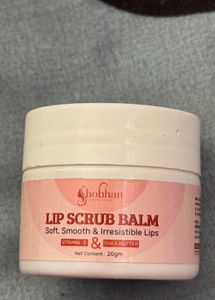 Shobhan
LIP SCRUB BALM
Soft, Smooth & Irresistible Lips
VITAMIN-E & SHEA BUTTER
Net Content : 20gm